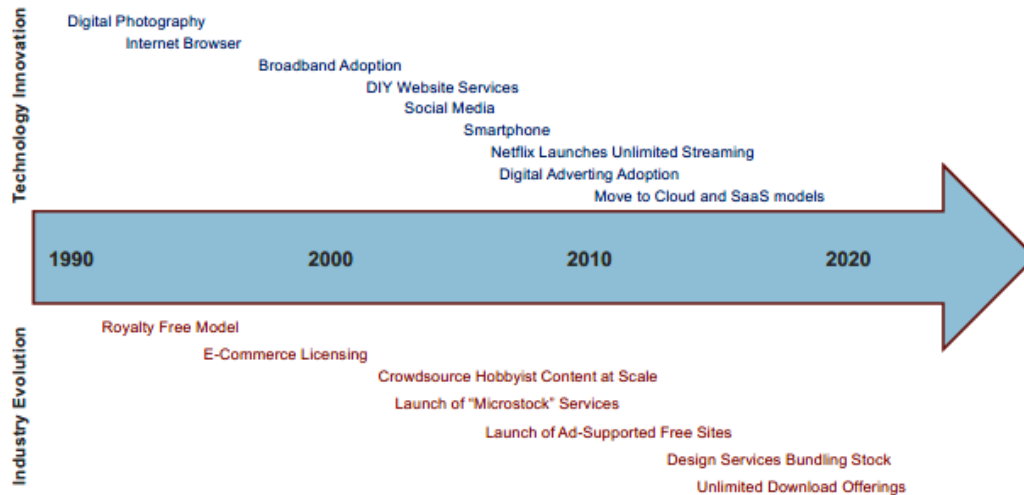 Technology Innovation
Digital Photography
Internet Browser
Broadband Adoption
DIY Website Services
Social Media
Smartphone
Netflix Launches Unlimited Streaming
Digital Adverting Adoption
Move to Cloud and SaaS models
1990 2000 2010 2020
Industry Evolution
Royalty Free Model
E-Commerce Licensing
Crowdsource Hobbyist Content at Scale
Launch of "Microstock" Services
Launch of Ad-Supported Free Sites
Design Services Bundling Stock
Unlimited Download Offerings